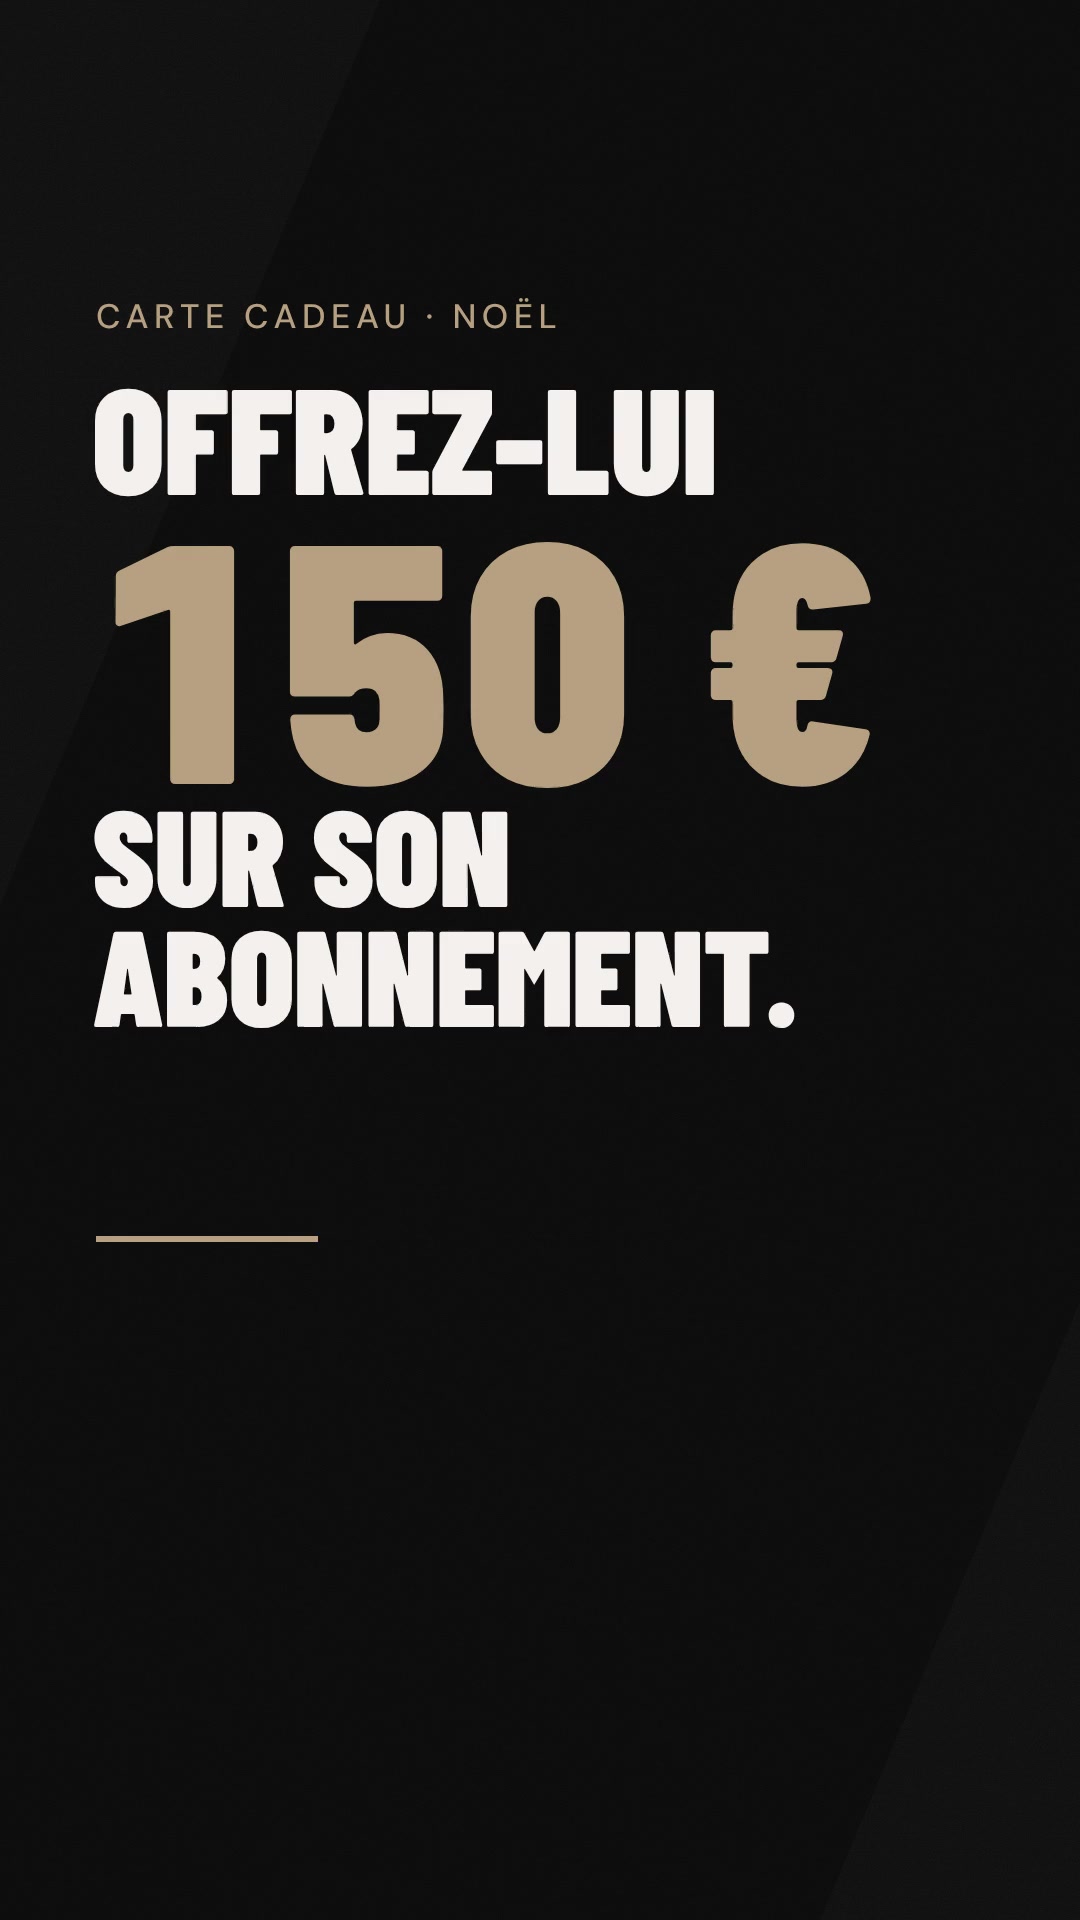 CARTE CADEAU · NOËL
OFFREZ-LUI
150 €
SUR SON
ABONNEMENT.